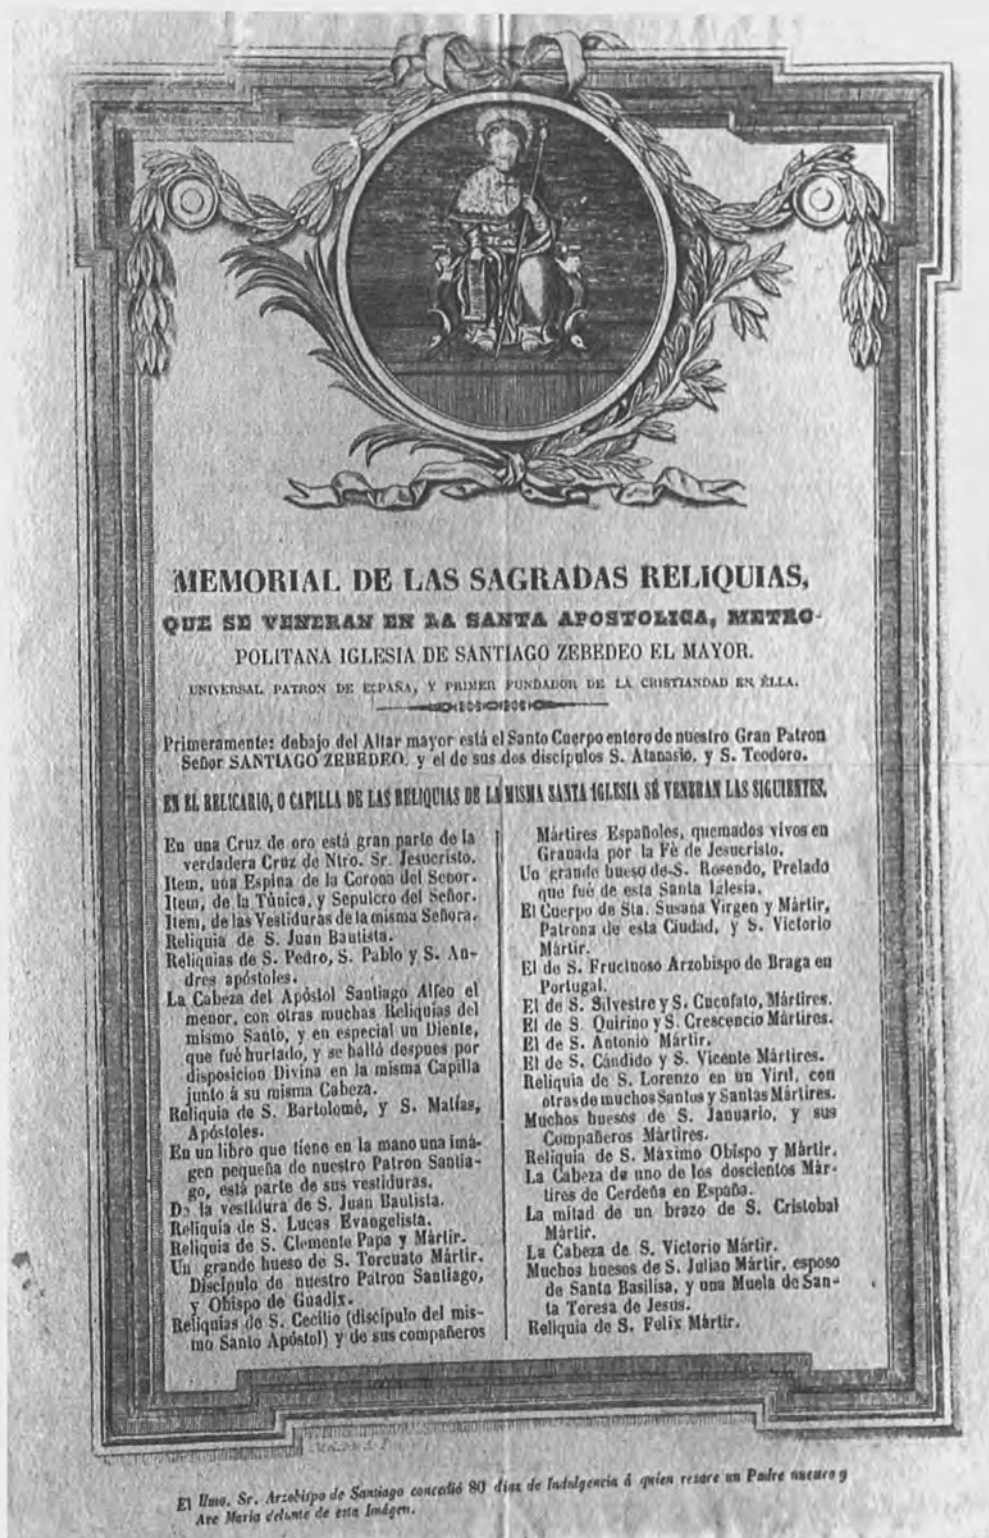 MEMORIAL DE LAS SAGRADAS RELIQUIAS,
QUE SE VENERAN EN LA SANTA APOSTOLICA, METRO-
POLITANA IGLESIA DE SANTIAGO ZEBEDEO EL MAYOR.
UNIVERSAL PATRON DE ESPAÑA, Y PRIMER FUNDADOR DE LA CRISTIANDAD EN ÉLLA.
Primeramente: debajo del Altar mayor está el Santo Cuerpo entero de nuestro Gran Patron
Señor SANTIAGO ZEBEDEO, y el de sus dos discípulos S. Atanasio, y S. Teodoro.
EN EL RELICARIO, O CAPILLA DE LAS RELIQUIAS DE LA MISMA SANTA IGLESIA SE VENERAN LAS SIGUIENTES.
En una Cruz de oro está gran parte de la
verdadera Cruz de Ntro. Sr. Jesucristo.
Item, una Espina de la Corona del Señor.
Item, de la Túnica, y Sepulcro del Señor.
Item, de las Vestiduras de la misma Señora.
Reliquia de S. Juan Bautista.
Reliquias de S. Pedro, S. Pablo y S. An-
dres apóstoles.
La Cabeza del Apóstol Santiago Alfeo el
menor, con otras muchas Reliquias del
mismo Santo, y en especial un Diente,
que fué hurtado, y se halló despues por
disposicion Divina en la misma Capilla
junto á su misma Cabeza.
Reliquia de S. Bartolomé, y S. Matías,
Apóstoles.
En un libro que tiene en la mano una imá-
gen pequeña de nuestro Patron Santia-
go, está parte de sus vestiduras.
De la vestidura de S. Juan Bautista.
Reliquia de S. Lucas Evangelista.
Reliquia de S. Clemente Papa y Mártir.
Un grande hueso de S. Torcuato Mártir.
Discípulo de nuestro Patron Santiago,
y Obispo de Guadix.
Reliquias de S. Cecilio (discípulo del mis-
mo Santo Apóstol) y de sus compañeros
Mártires Españoles, quemados vivos en
Granada por la Fè de Jesucristo.
Un grande hueso de S. Rosendo, Prelado
que fué de esta Santa Iglesia.
El Cuerpo de Sta. Susana Virgen y Mártir,
Patrona de esta Ciudad, y S. Victorio
Mártir.
El de S. Fructuoso Arzobispo de Braga en
Portugal.
El de S. Silvestre y S. Cucufato, Mártires.
El de S. Quirino y S. Crescencio Mártires.
El de S. Antonio Mártir.
El de S. Cándido y S. Vicente Mártires.
Reliquia de S. Lorenzo en un Viril, con
otras de muchos Santos y Santas Mártires.
Muchos huesos de S. Januario, y sus
Compañeros Mártires.
Reliquia de S. Máximo Obispo y Mártir.
La Cabeza de uno de los doscientos Már-
tires de Cerdeña en España.
La mitad de un brazo de S. Cristobal
Mártir.
La Cabeza de S. Victorio Mártir.
Muchos huesos de S. Julian Mártir, esposo
de Santa Basilisa, y una Muela de San-
ta Teresa de Jesus.
Reliquia de S. Felix Mártir.
El Ilmo. Sr. Arzobispo de Santiago concedió 80 dias de Indulgencia á quien rezare un Padre nuestro y
Ave Maria delante de esta Imágen.